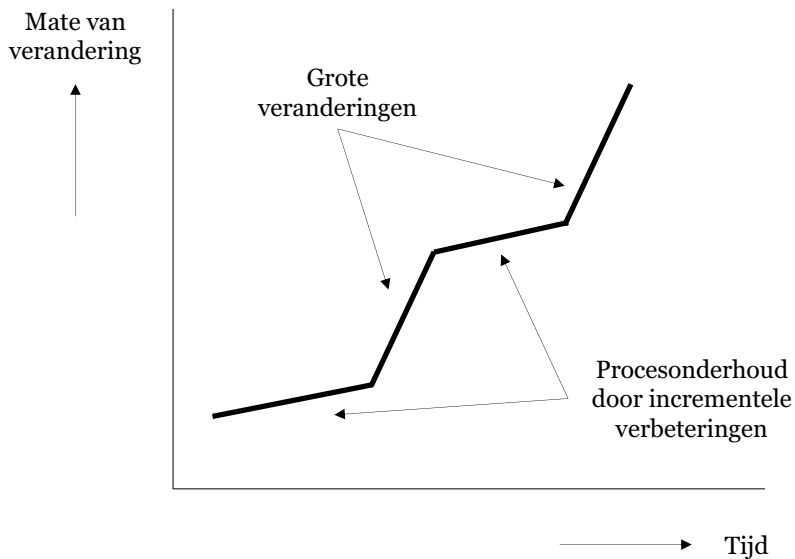 Mate van
verandering
Grote
veranderingen
Procesonderhoud
door incrementele
verbeteringen
Tijd